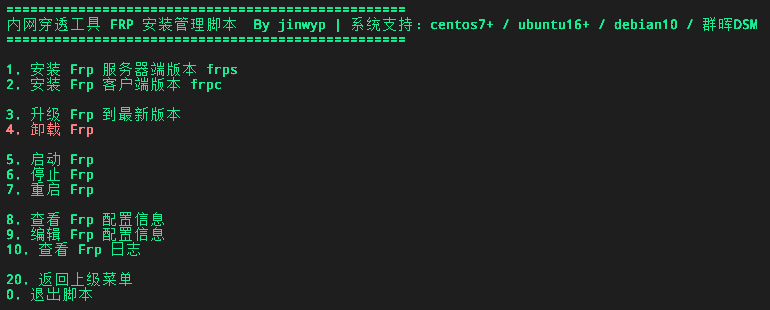 ==================================================
内网穿透工具 FRP 安装管理脚本  By jinwyp | 系统支持：centos7+ / ubuntu16+ / debian10 / 群晖DSM
==================================================
1. 安装 Frp 服务器端版本 frps
2. 安装 Frp 客户端版本 frpc
3. 升级 Frp 到最新版本
4. 卸载 Frp
5. 启动 Frp
6. 停止 Frp
7. 重启 Frp
8. 查看 Frp 配置信息
9. 编辑 Frp 配置信息
10. 查看 Frp 日志
20. 返回上级菜单
0. 退出脚本